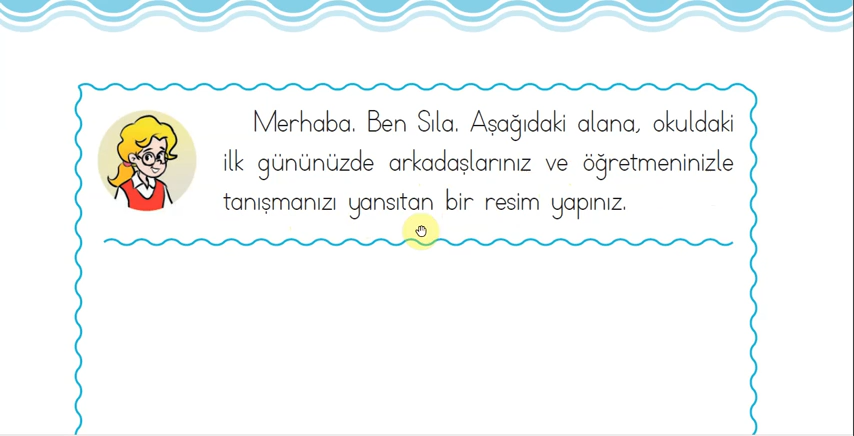 Merhaba. Ben Sıla. Aşağıdaki alana, okuldaki
ilk gününüzde arkadaşlarınız ve öğretmeninizle
tanışmanızı yansıtan bir resim yapınız.